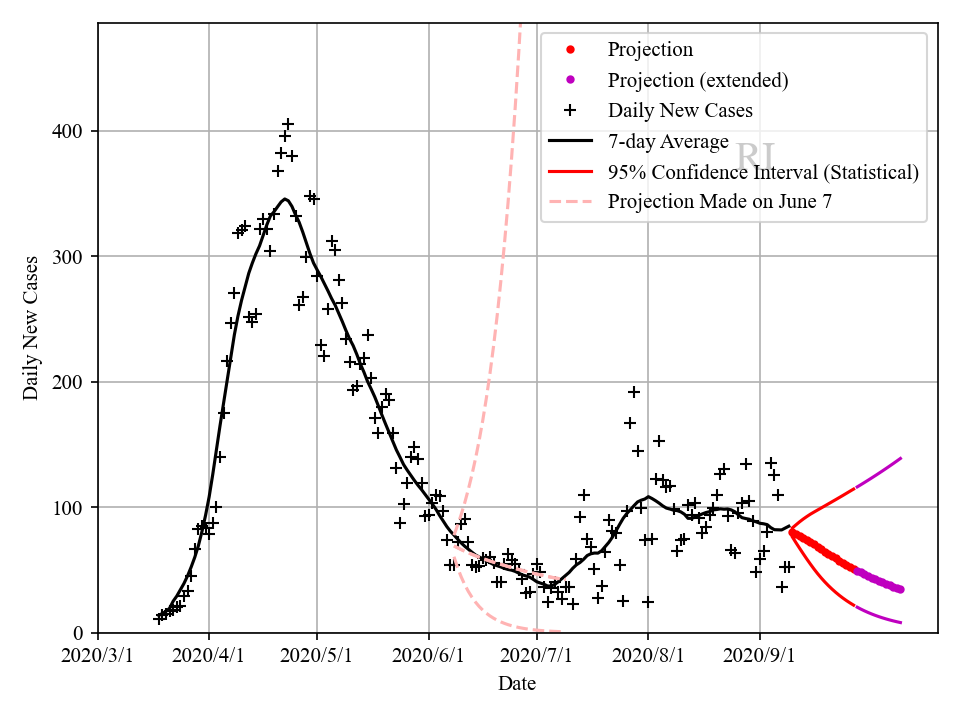 Projection
Projection (extended)
Daily New Cases
7-day Average
RI
95% Confidence Interval (Statistical)
Projection Made on June 7
400
300
200
100
0
Daily New Cases
2020/3/1 2020/4/1 2020/5/1 2020/6/1 2020/7/1 2020/8/1 2020/9/1
Date